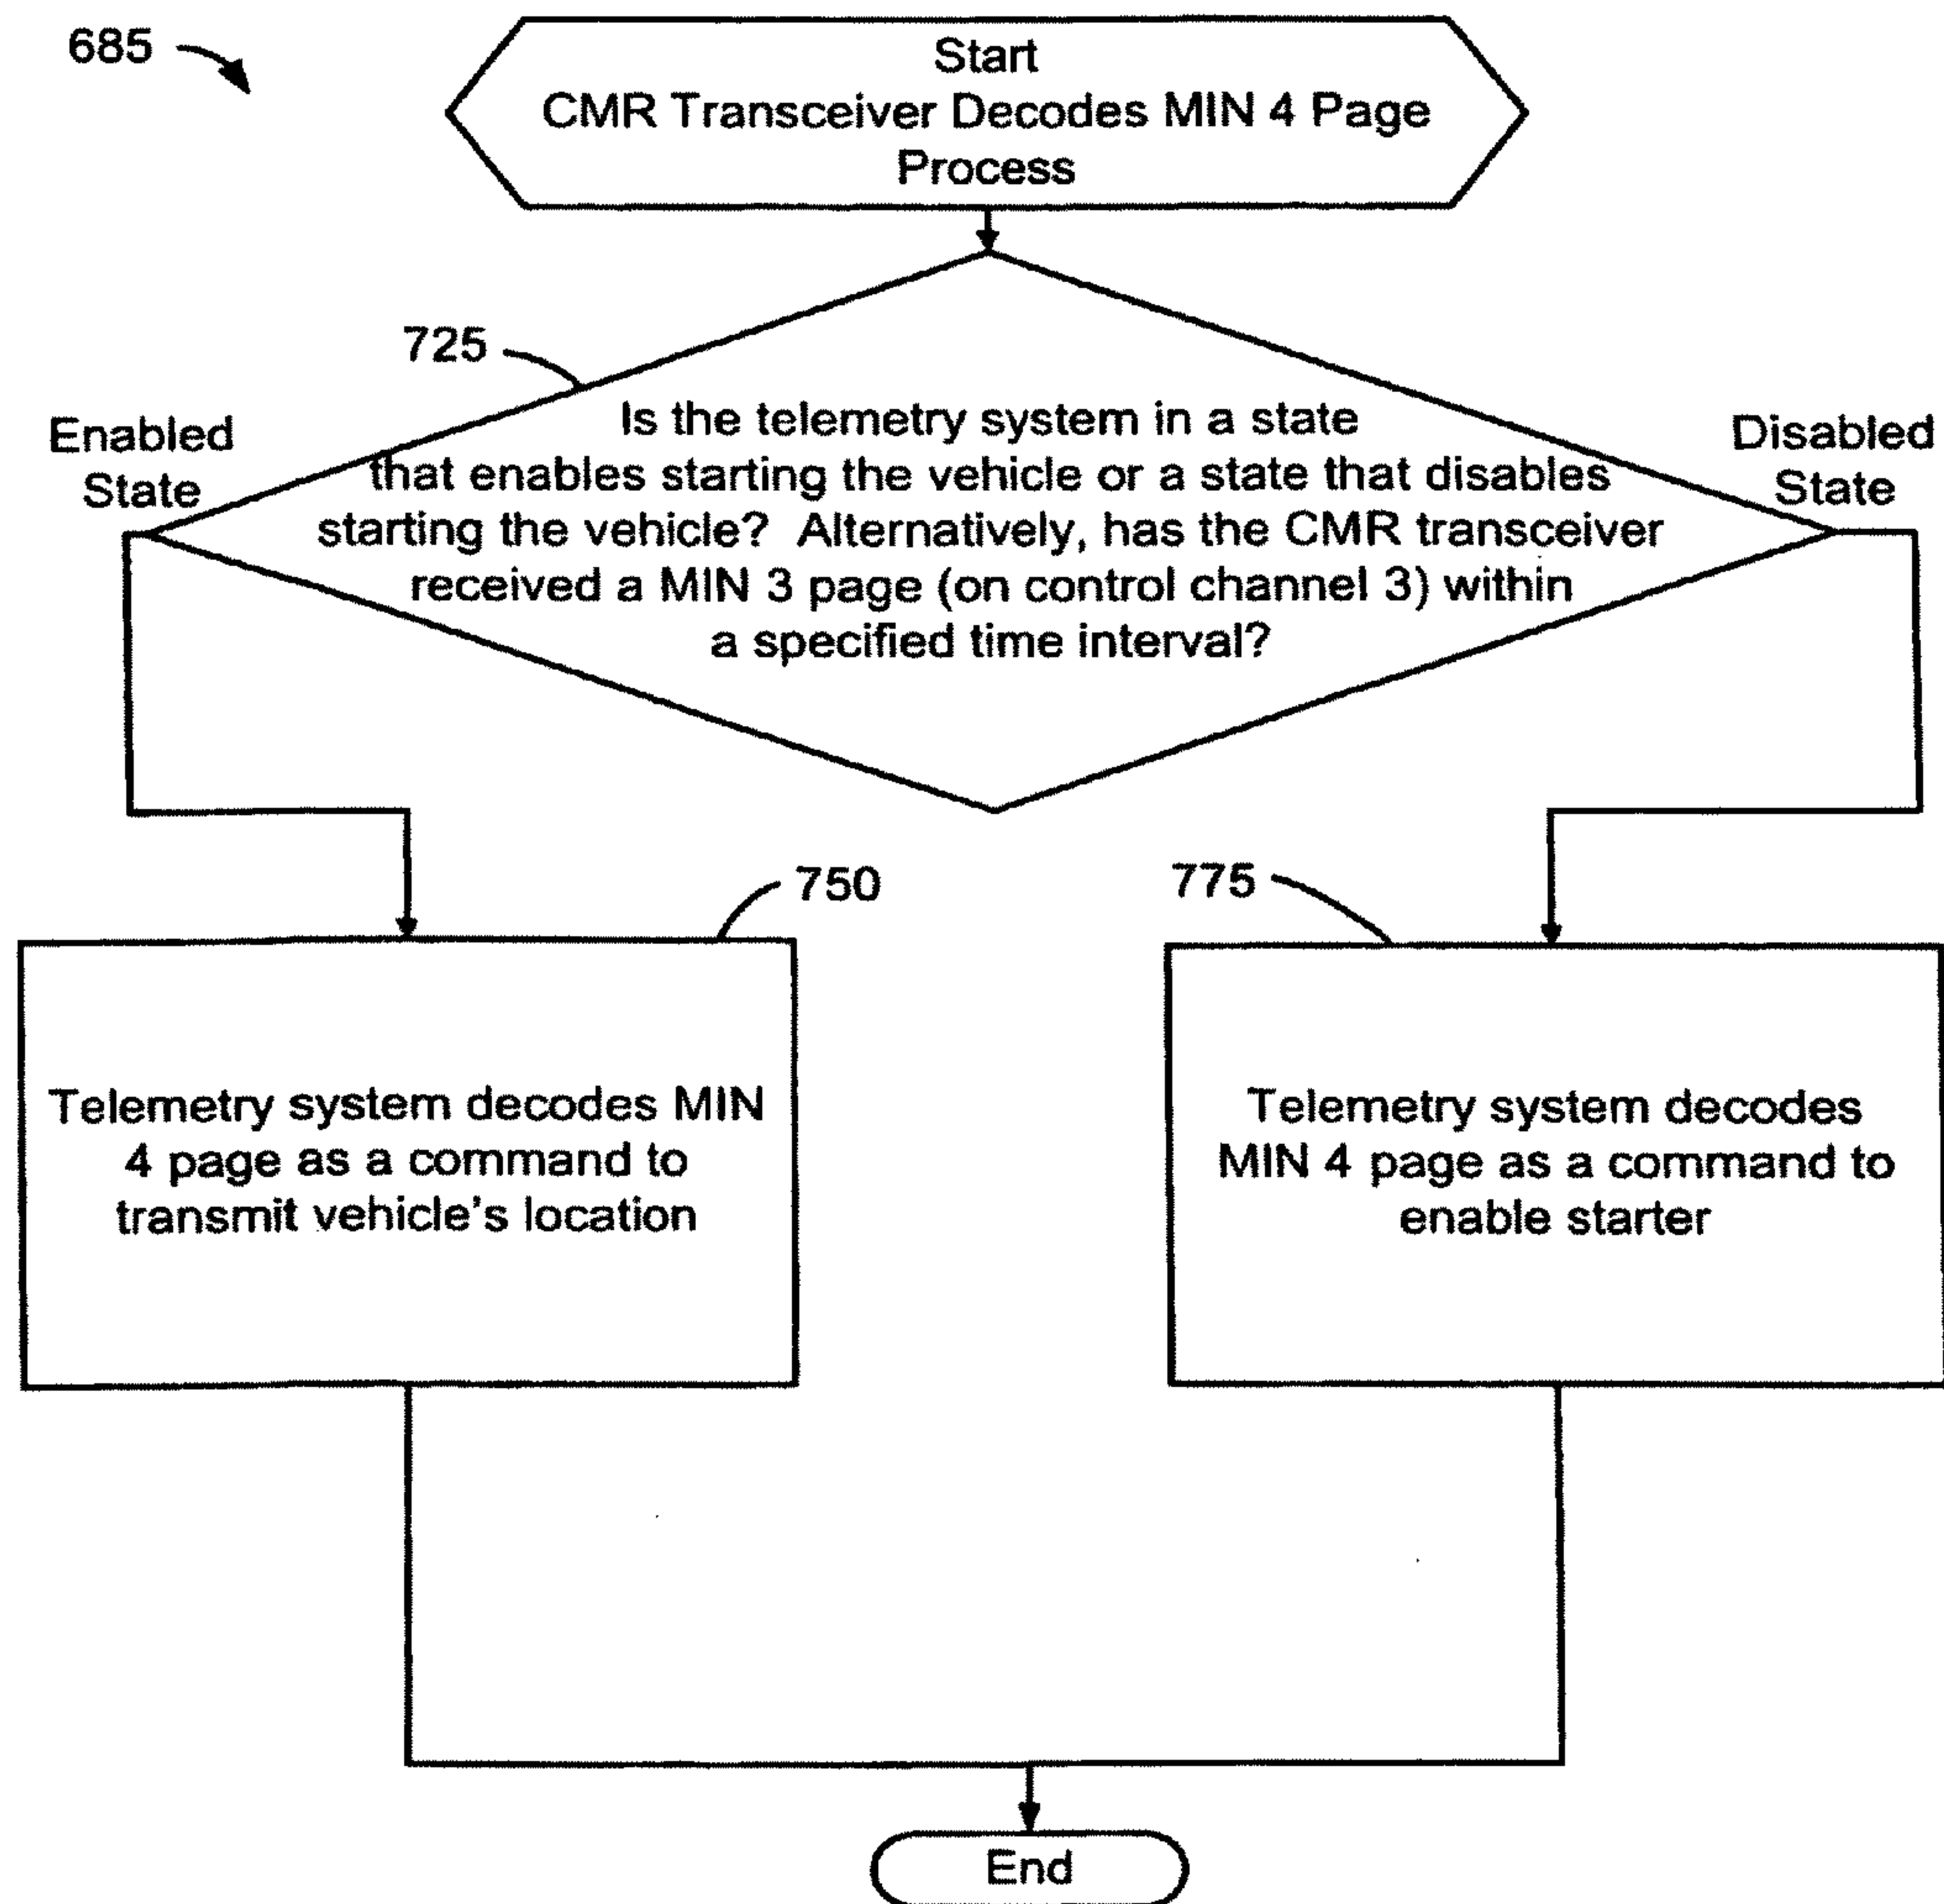 685
Start
CMR Transceiver Decodes MIN 4 Page
Process
725
Enabled
State
Is the telemetry system in a state
that enables starting the vehicle or a state that disables
starting the vehicle? Alternatively, has the CMR transceiver
received a MIN 3 page (on control channel 3) within
a specified time interval?
Disabled
State
750
775
Telemetry system decodes MIN
4 page as a command to
transmit vehicle's location
Telemetry system decodes
MIN 4 page as a command to
enable starter
End